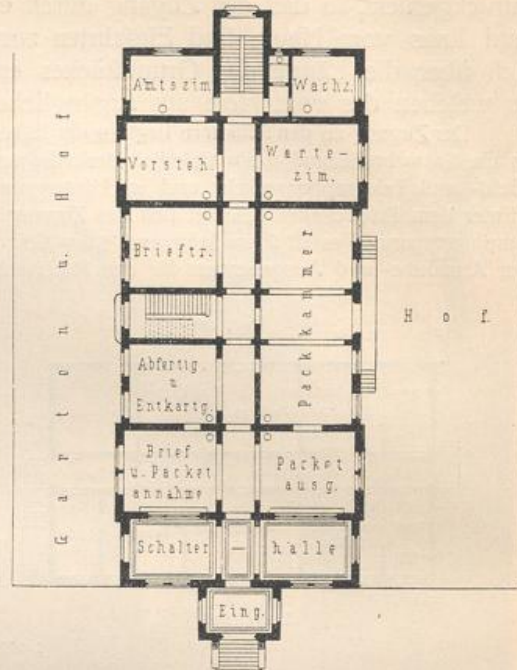 Amtszim.
Wachz.
Vorsteh.
Warte-
zim.
Brieftr.
Packkammer
Abfertig.
u
Entkartg.
Brief
u. Packet
annahme
Packet
ausg.
Schalter
—
halle
Eing.
Garten u. Hof
Hof.